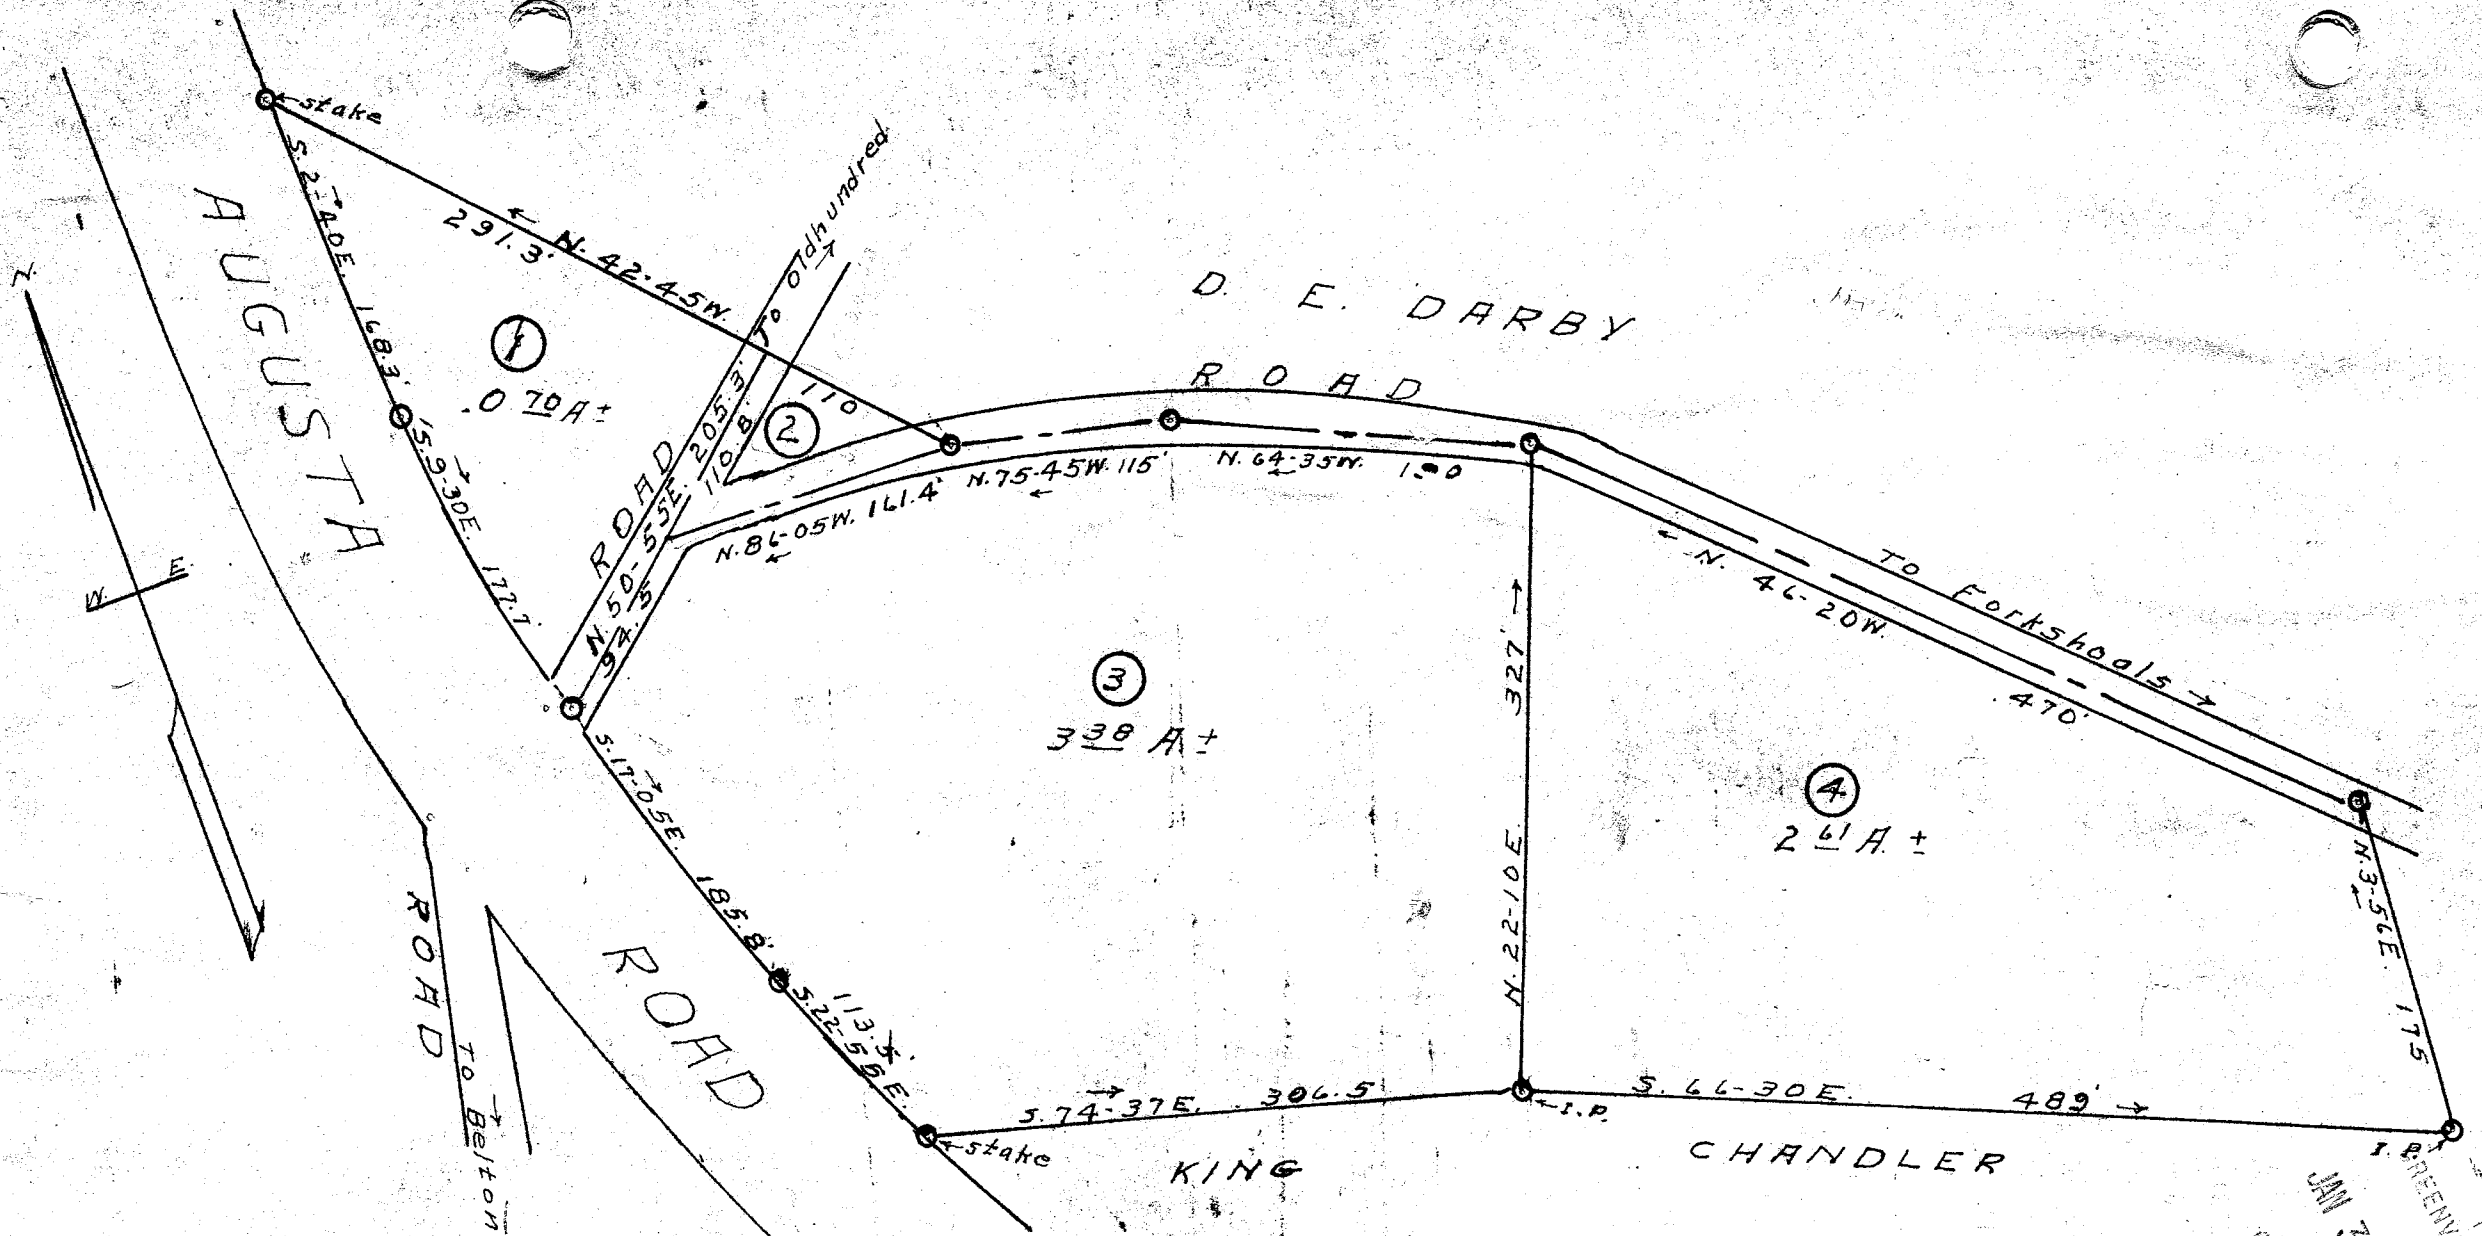 stake
S.2-40E. 168.3'
N. 42-45W.
291.3'
To Oldhundred
AUGUSTA
N.
W. E.
1
.0 70 A ±
S.9-30E. 177.7'
ROAD
N.50-55E. 205.3'
110.8
94.5
2
110
D. E. DARBY
ROAD
N.86-05W. 161.4'
N.75-45W. 115'
N. 64-35W.
To Forkshoals
N. 46-20W.
470'
3
3 38 A ±
327'
N. 22-10E.
4
2 61 A. ±
N.3-56E. 175
S.17-05E. 185.8'
ROAD
ROAD
To Belton
113.5'
S.22-55E.
S.74-37E. 306.5
stake
I.P.
S. 66-30E. 489'
I.P.
KING
CHANDLER
JAN